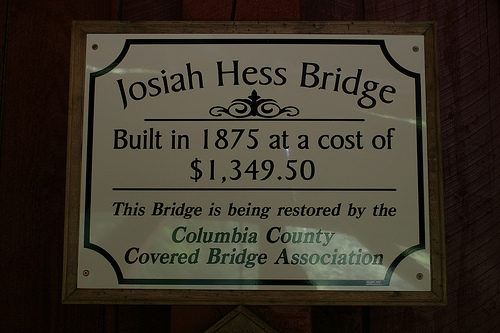 Josiah Hess Bridge
Built in 1875 at a cost of
$1,349.50
This Bridge is being restored by the
Columbia County
Covered Bridge Association